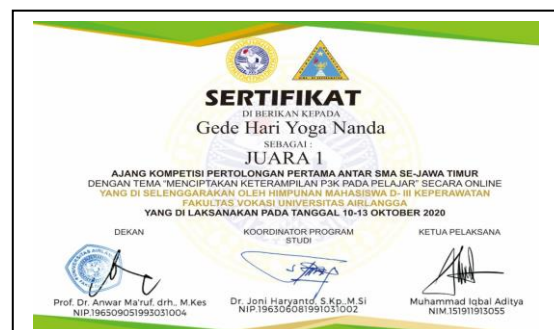 SERTIFIKAT
DI BERIKAN KEPADA
Gede Hari Yoga Nanda
SEBAGAI :
JUARA 1
AJANG KOMPETISI PERTOLONGAN PERTAMA ANTAR SMA SE-JAWA TIMUR
DENGAN TEMA "MENCIPTAKAN KETERAMPILAN P3K PADA PELAJAR" SECARA ONLINE
YANG DI SELENGGARAKAN OLEH HIMPUNAN MAHASISWA D- III KEPERAWATAN
FAKULTAS VOKASI UNIVERSITAS AIRLANGGA
YANG DI LAKSANAKAN PADA TANGGAL 10-13 OKTOBER 2020
DEKAN
Prof. Dr. Anwar Ma'ruf, drh., M.Kes
NIP.196509051993031004
KOORDINATOR PROGRAM
STUDI
Dr. Joni Haryanto, S.Kp.,M.Si
NIP.196306081991031002
KETUA PELAKSANA
Muhammad Iqbal Aditya
NIM.151911913055